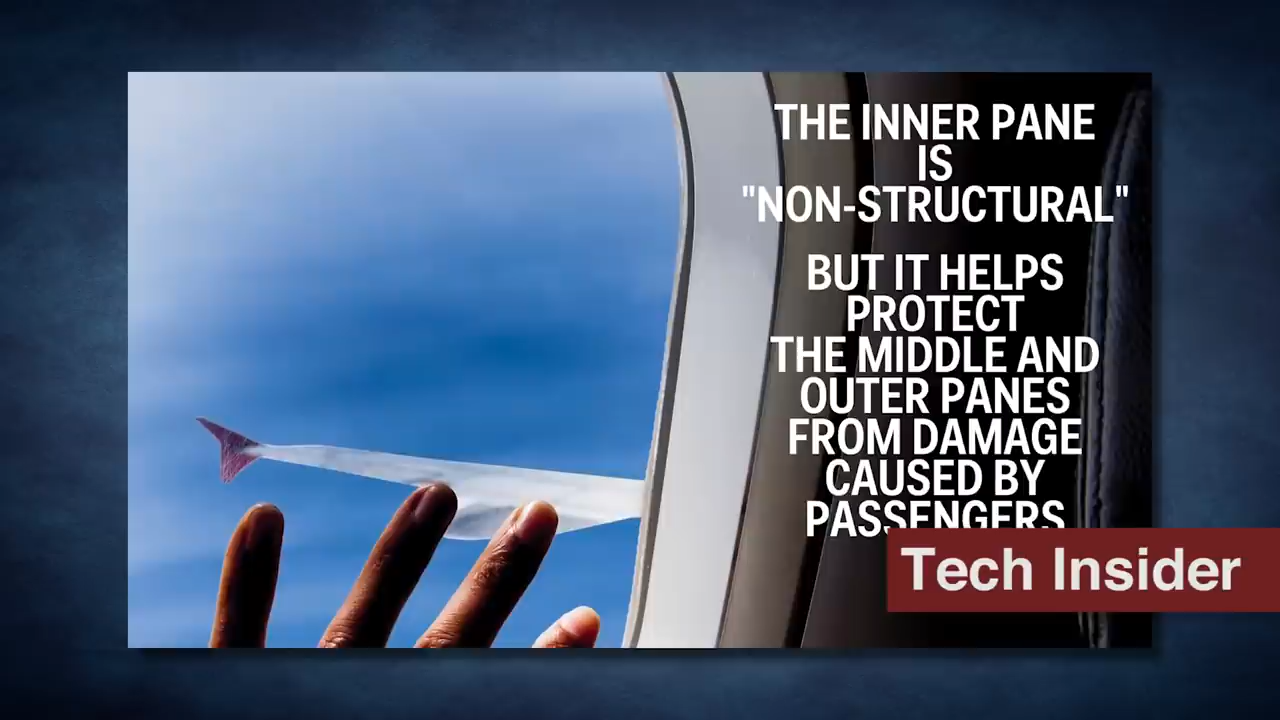 THE INNER PANE
IS
"NON-STRUCTURAL"
BUT IT HELPS
PROTECT
THE MIDDLE AND
OUTER PANES
FROM DAMAGE
CAUSED BY
PASSENGERS
Tech Insider